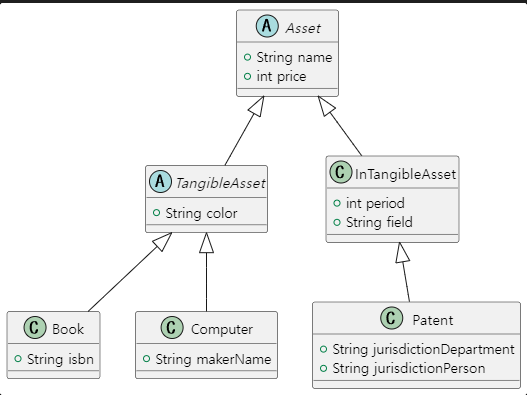 A Asset
String name
int price
A TangibleAsset
String color
C InTangibleAsset
int period
String field
C Book
String isbn
C Computer
String makerName
C Patent
String jurisdictionDepartment
String jurisdictionPerson